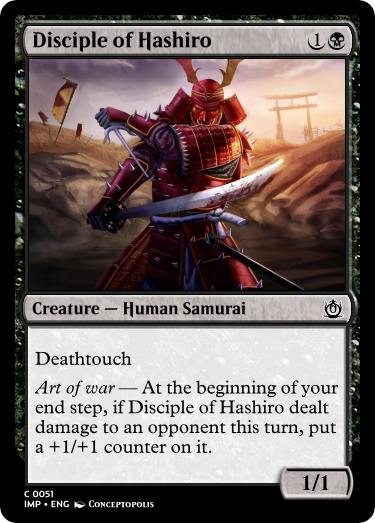 Disciple of Hashiro 1
Creature — Human Samurai
Deathtouch
Art of war — At the beginning of your
end step, if Disciple of Hashiro dealt
damage to an opponent this turn, put
a +1/+1 counter on it.
1/1
C 0051
IMP • ENG Conceptopolis